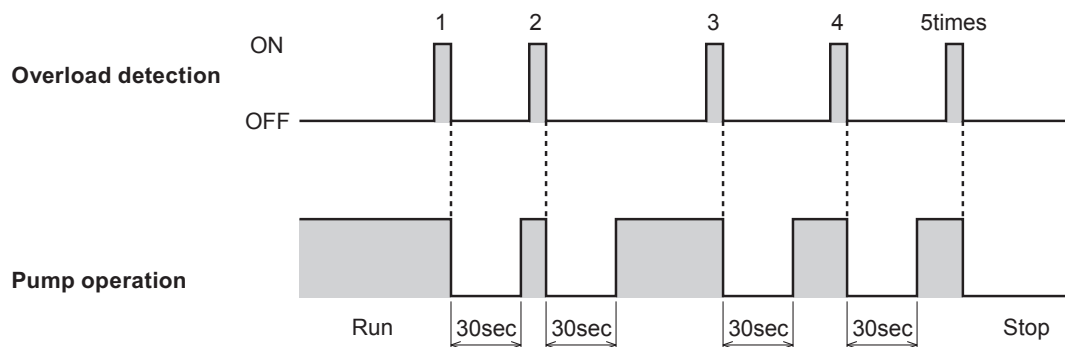 1 2 3 4 5times
ON
Overload detection
OFF
Pump operation
Run 30sec 30sec 30sec 30sec Stop